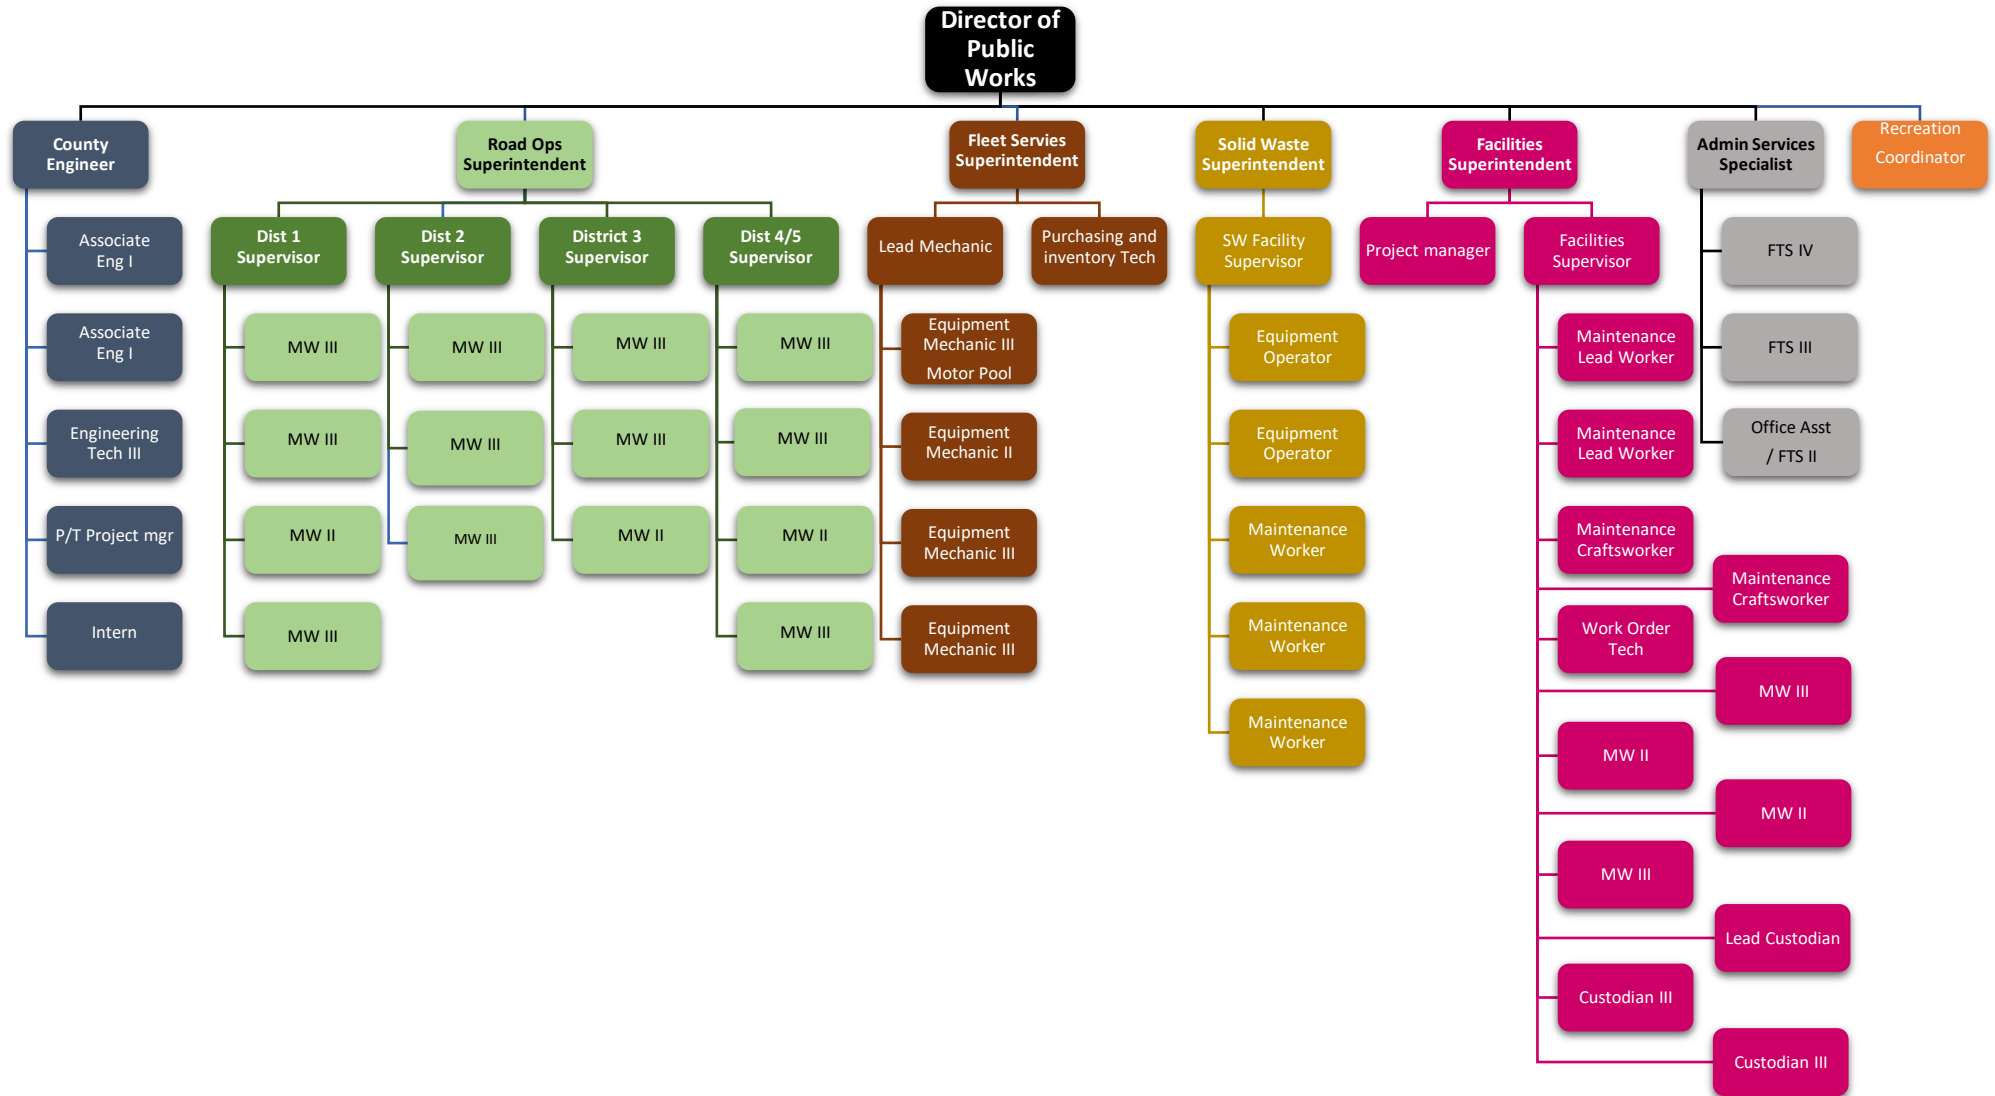 Director of
Public
Works
County
Engineer
Road Ops
Superintendent
Fleet Servies
Superintendent
Solid Waste
Superintendent
Facilities
Superintendent
Admin Services
Specialist
Recreation
Coordinator
Associate
Eng I
Associate
Eng I
Engineering
Tech III
P/T Project mgr
Intern
Dist 1
Supervisor
MW III
MW III
MW II
MW III
Dist 2
Supervisor
MW III
MW III
MW III
District 3
Supervisor
MW III
MW III
MW II
Dist 4/5
Supervisor
MW III
MW III
MW II
MW III
Lead Mechanic
Equipment
Mechanic III
Motor Pool
Equipment
Mechanic II
Equipment
Mechanic III
Equipment
Mechanic III
Purchasing and
inventory Tech
SW Facility
Supervisor
Equipment
Operator
Equipment
Operator
Maintenance
Worker
Maintenance
Worker
Maintenance
Worker
Project manager
Facilities
Supervisor
Maintenance
Lead Worker
Maintenance
Lead Worker
Maintenance
Craftsworker
Maintenance
Craftsworker
Work Order
Tech
MW III
MW II
MW II
MW III
Lead Custodian
Custodian III
Custodian III
FTS IV
FTS III
Office Asst
/ FTS II